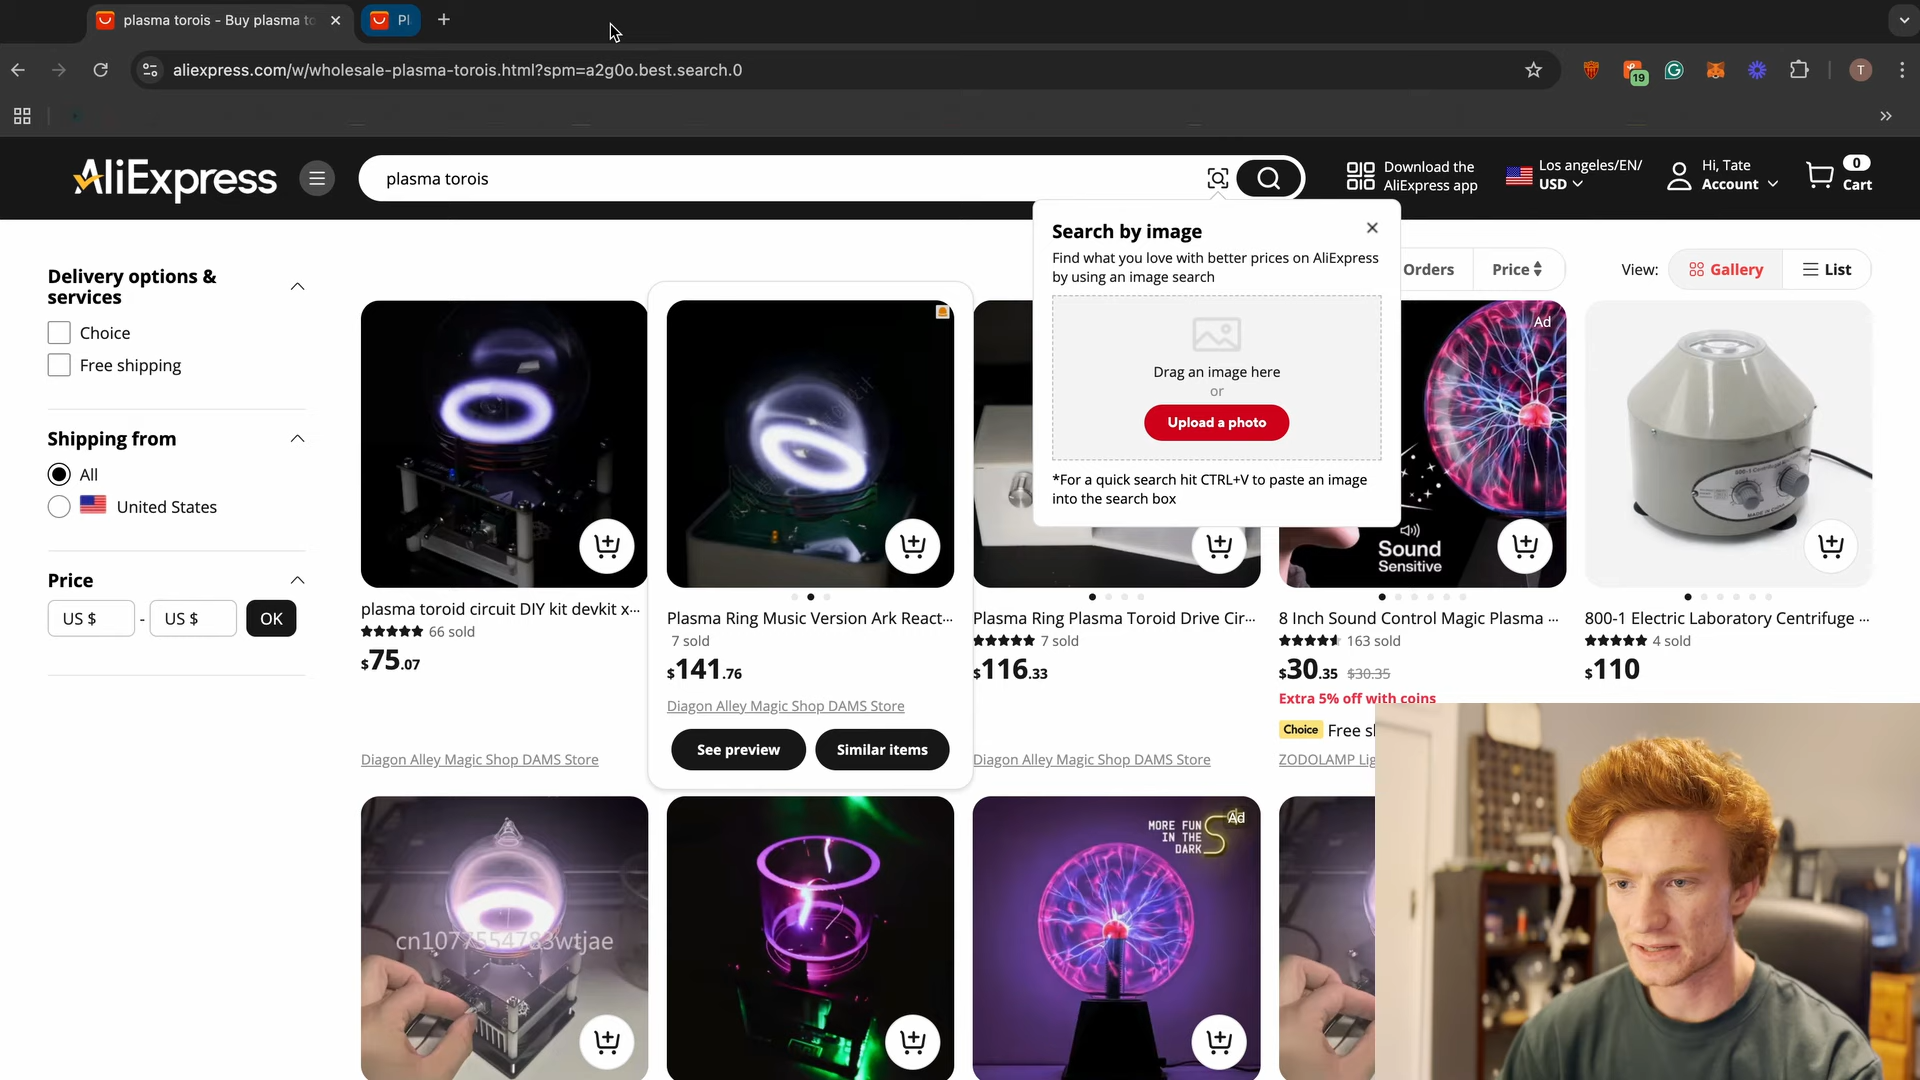 plasma torois - Buy plasma to
Pl
aliexpress.com/w/wholesale-plasma-torois.html?spm=a2g0o.best.search.0
19
T
AliExpress
plasma torois
Download the
AliExpress app
Los angeles/EN/
USD
Hi, Tate
Account
0
Cart
Search by image
Find what you love with better prices on AliExpress
by using an image search
Drag an image here
or
Upload a photo
*For a quick search hit CTRL+V to paste an image
into the search box
Orders
Price
View:
Gallery
List
Delivery options &
services
Choice
Free shipping
Shipping from
All
United States
Price
US $
-
US $
OK
Ad
Sound
Sensitive
plasma toroid circuit DIY kit devkit x...
66 sold
$75.07
Diagon Alley Magic Shop DAMS Store
Plasma Ring Music Version Ark React...
7 sold
$141.76
Diagon Alley Magic Shop DAMS Store
See preview
Similar items
Plasma Ring Plasma Toroid Drive Cir...
7 sold
$116.33
Diagon Alley Magic Shop DAMS Store
8 Inch Sound Control Magic Plasma ...
163 sold
$30.35 $30.35
Extra 5% off with coins
Choice Free s
ZODOLAMP Lig
800-1 Electric Laboratory Centrifuge ...
4 sold
$110
cn1077554783wtjae
MORE FUN
IN THE
DARK
Ad